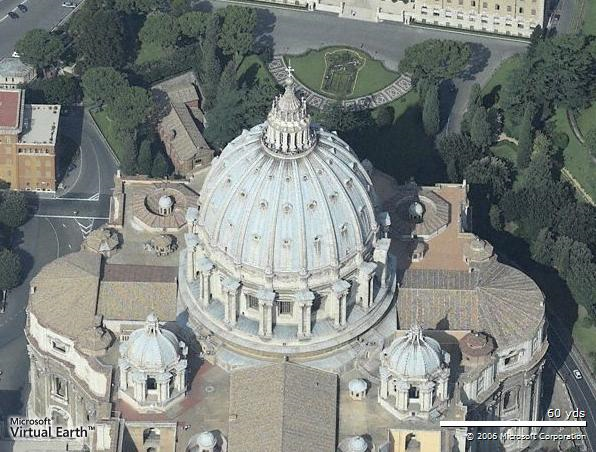 60 yds
Microsoft
Virtual Earth™
© 2006 Microsoft Corporation